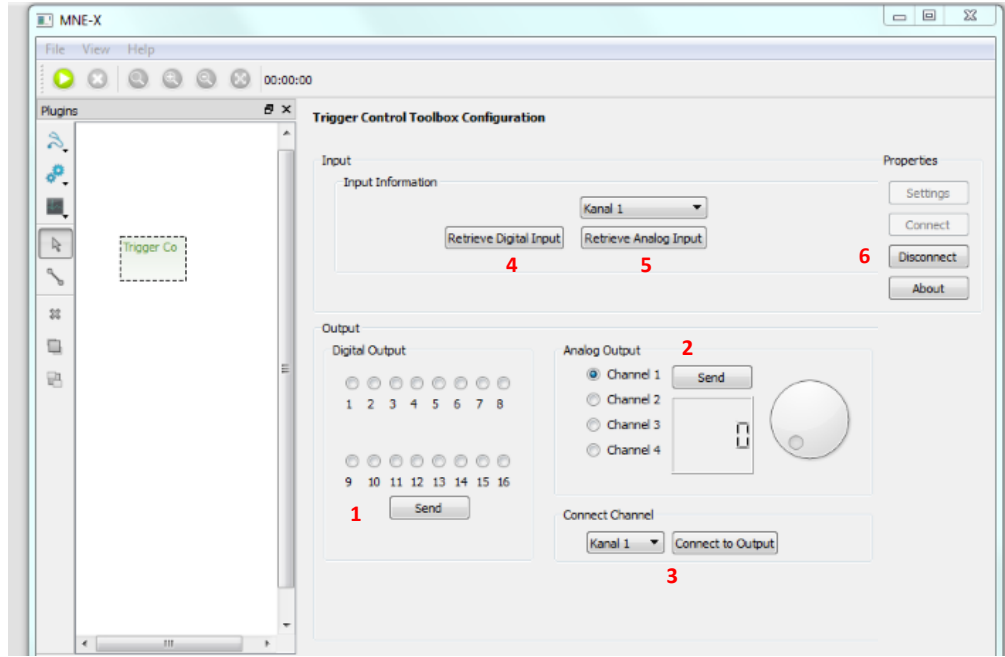 MNE-X
File View Help
00:00:00
Plugins
Trigger Control Toolbox Configuration
Input
Input Information
Kanal 1
Retrieve Digital Input
Retrieve Analog Input
4
5
Properties
Settings
Connect
6
Disconnect
About
Trigger Co
Output
Digital Output
1 2 3 4 5 6 7 8
9 10 11 12 13 14 15 16
1
Send
Analog Output
2
Channel 1
Send
Channel 2
Channel 3
Channel 4
0
Connect Channel
Kanal 1
Connect to Output
3